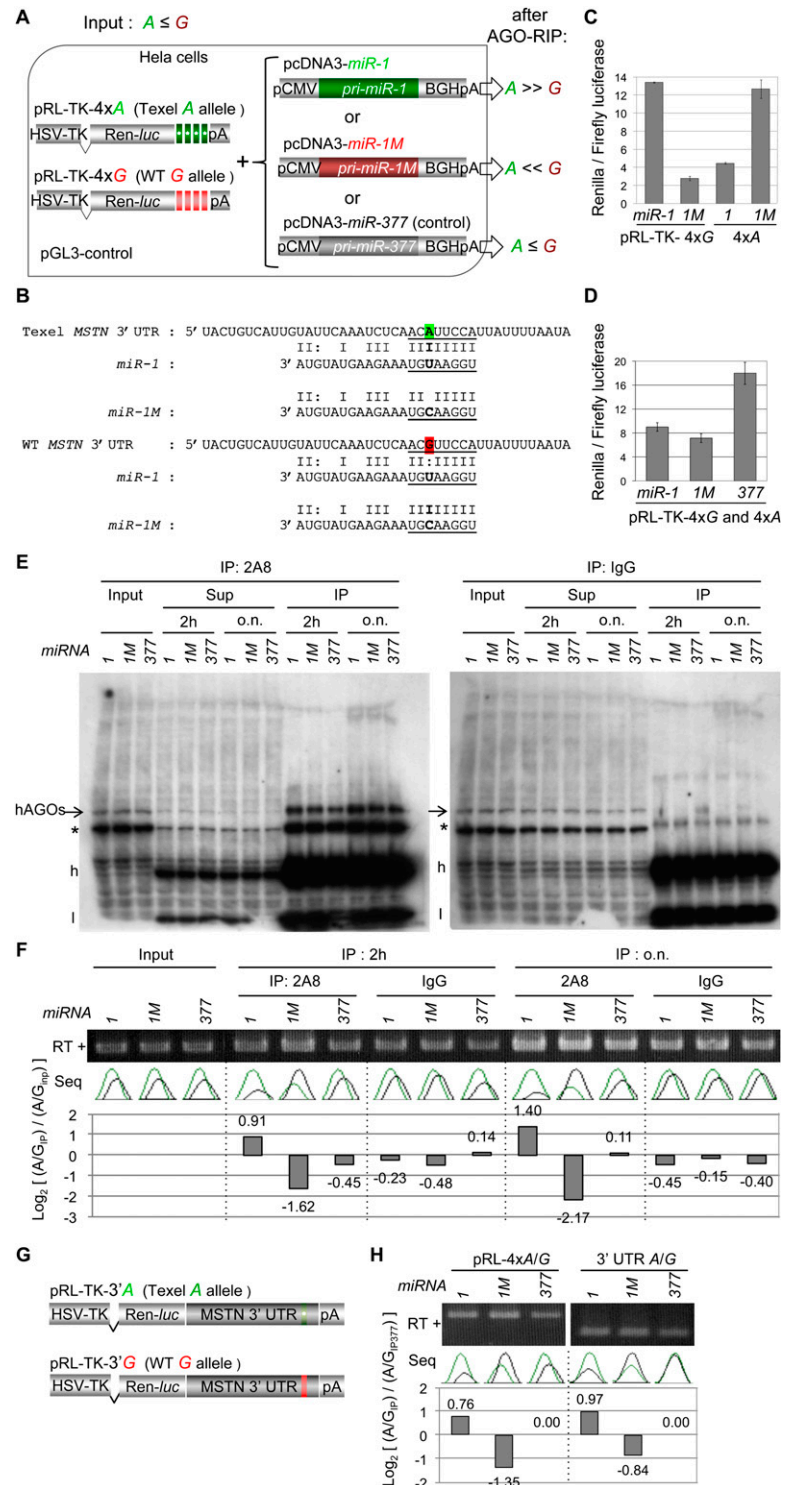 A
Input : A ≤ G
after
AGO-RIP:
Hela cells
pRL-TK-4xA (Texel A allele )
HSV-TK Ren-luc pA
pRL-TK-4xG (WT G allele )
HSV-TK Ren-luc pA
pGL3-control
+
pcDNA3-miR-1
pCMV pri-miR-1 BGHpA
A >> G
or
pcDNA3-miR-1M
pCMV pri-miR-1M BGHpA
A << G
or
pcDNA3-miR-377 (control)
pCMV pri-miR-377 BGHpA
A ≤ G
C
Renilla / Firefly luciferase
14
12
10
8
6
4
2
0
miR-1 1M 1 1M
pRL-TK- 4xG 4xA
B
Texel MSTN 3' UTR : 5' UACUGUCAUUGUAUUCAAAUCUCAACAUUCCAUUAUUUUAAUA
II: I III IIIIIIII
miR-1 : 3' AUGUAUGAAGAAAUGUAAGGU
II: I III II IIIII
miR-1M : 3' AUGUAUGAAGAAAUGCAAGGU
WT MSTN 3' UTR : 5' UACUGUCAUUGUAUUCAAAUCUCAACGUUCCAUUAUUUUAAUA
II: I III II:IIIII
miR-1 : 3' AUGUAUGAAGAAAUGUAAGGU
II: I III IIIIIIII
miR-1M : 3' AUGUAUGAAGAAAUGCAAGGU
D
Renilla / Firefly luciferase
20
16
12
8
4
0
miR-1 1M 377
pRL-TK-4xG and 4xA
E
IP: 2A8
Input Sup IP
2h o.n. 2h o.n.
miRNA 1 1M 377 1 1M 377 1 1M 377 1 1M 377 1 1M 377
hAGOs
*
h
l
IP: IgG
Input Sup IP
2h o.n. 2h o.n.
1 1M 377 1 1M 377 1 1M 377 1 1M 377 1 1M 377
*
h
l
F
Input IP : 2h IP : o.n.
IP: 2A8 IgG 2A8 IgG
miRNA 1 1M 377 1 1M 377 1 1M 377 1 1M 377 1 1M 377
RT +
Seq
Log2 [ (A/GIP) / (A/Ginp) ]
2
1
0
-1
-2
-3
0.91
-1.62
-0.45
-0.23
-0.48
0.14
1.40
-2.17
0.11
-0.45
-0.15
-0.40
G
pRL-TK-3'A (Texel A allele )
HSV-TK Ren-luc MSTN 3' UTR pA
pRL-TK-3'G (WT G allele )
HSV-TK Ren-luc MSTN 3' UTR pA
H
pRL-4xA/G 3' UTR A/G
miRNA 1 1M 377 1 1M 377
RT +
Seq
Log2 [ (A/GIP) / (A/GIP377) ]
2
1
0
-1
-2
0.76
-1.35
0.00
0.97
-0.84
0.00